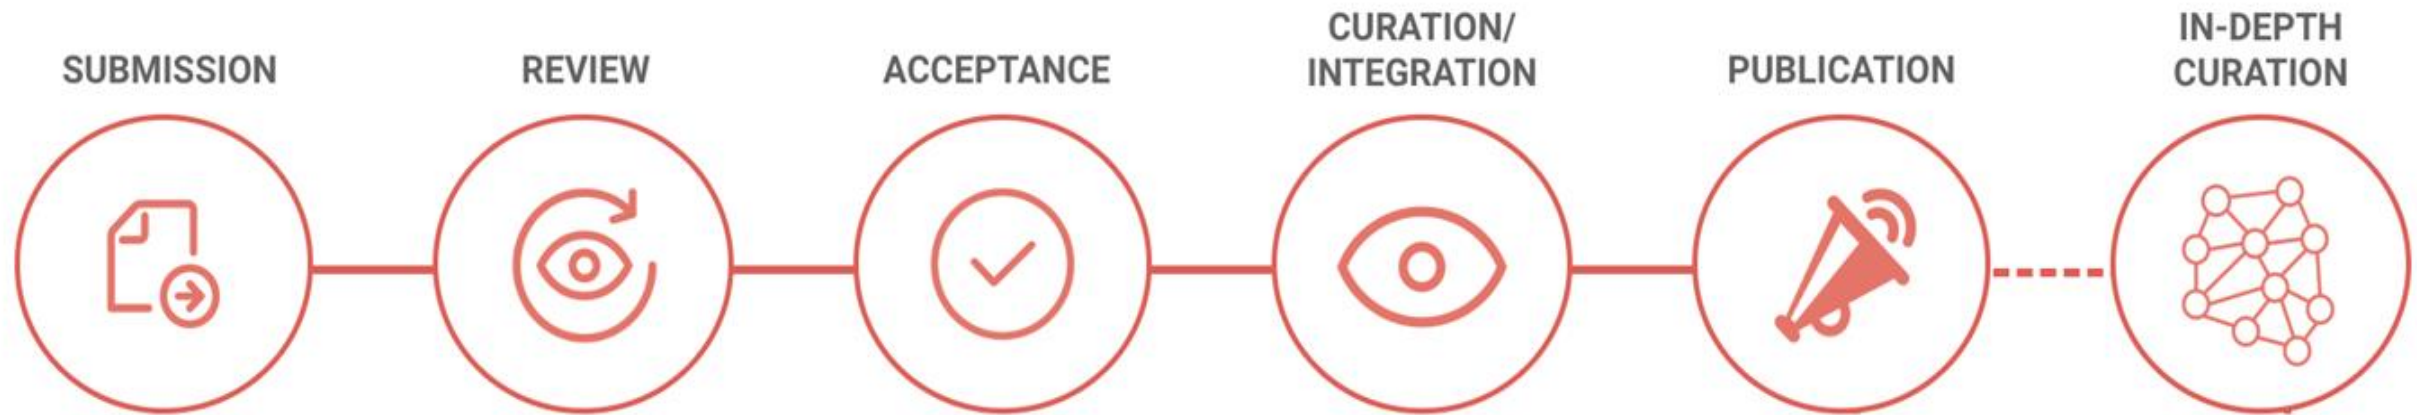 SUBMISSION
REVIEW
ACCEPTANCE
CURATION/
INTEGRATION
PUBLICATION
IN-DEPTH
CURATION